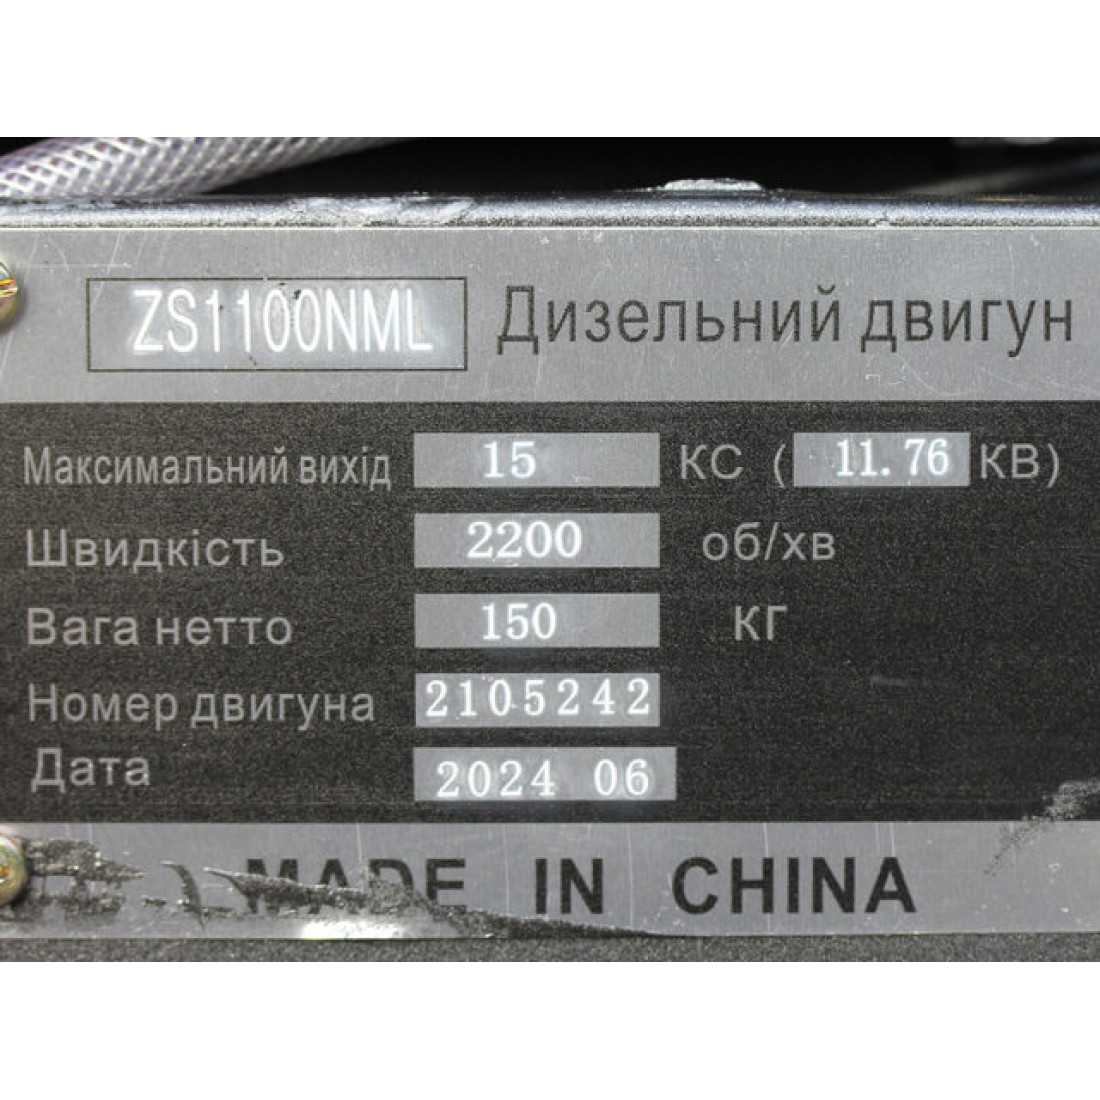 ZS1100NML Дизельний двигун
Максимальний вихід 15 КС ( 11.76 КВ)
Швидкість 2200 об/хв
Вага нетто 150 КГ
Номер двигуна 2105242
Дата 2024 06
MADE IN CHINA